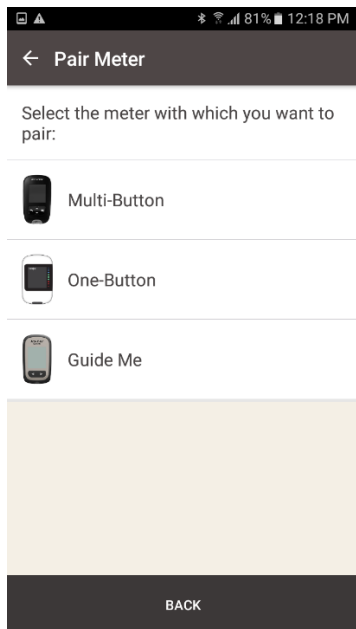 81% 12:18 PM
Pair Meter
Select the meter with which you want to
pair:
Multi-Button
One-Button
Guide Me
BACK